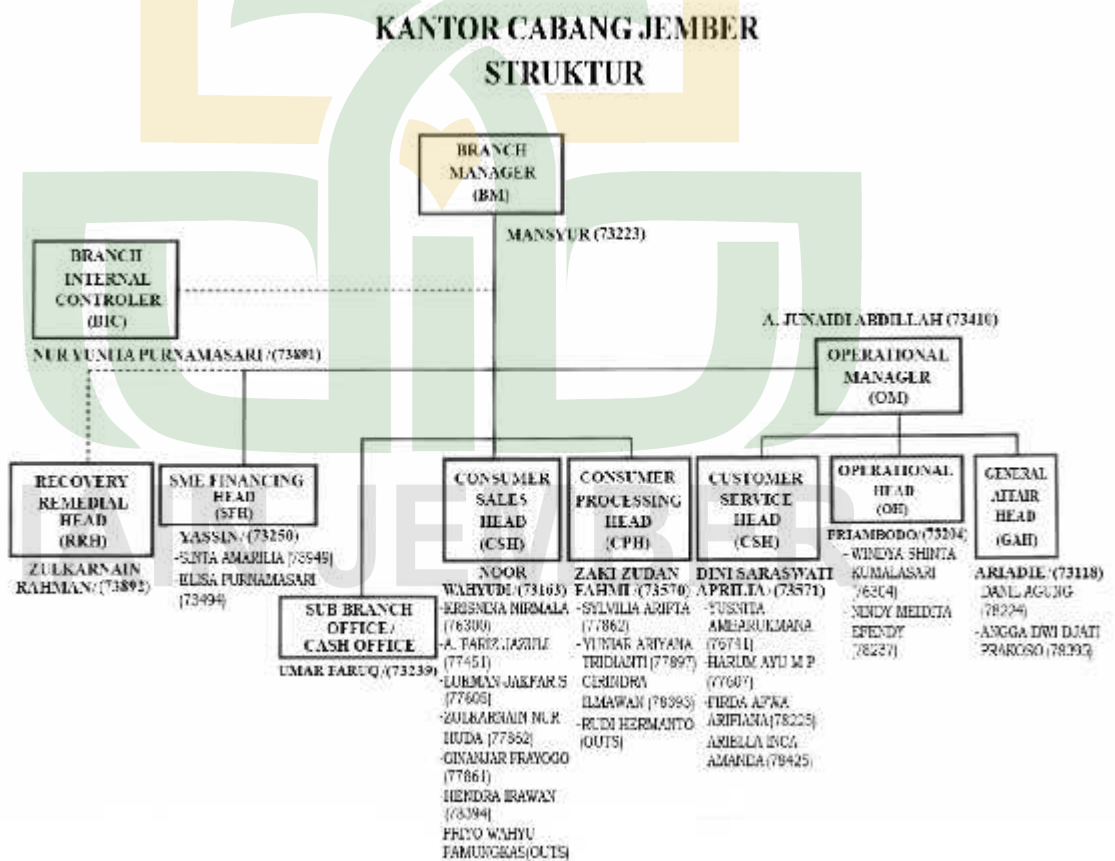 KANTOR CABANG JEMBER
STRUKTUR
BRANCH
MANAGER
(BM)
MANSYUR (73223)
BRANCH
INTERNAL
CONTROLER
(BIC)
NUR YUNITA PURNAMASARI /(73891)
A. JUNAIDI ABDILLAH (73410)
OPERATIONAL
MANAGER
(OM)
RECOVERY
REMEDIAL
HEAD
(RRH)
ZULKARNAIN
RAHMAN/(73892)
SME FINANCING
HEAD
(SFH)
YASSIN/(73250)
-SINTA AMARILIA (73949)
- ELISA PURNAMASARI
(73494)
SUB BRANCH
OFFICE/
CASH OFFICE
UMAR FARUQ/(73239)
CONSUMER
SALES
HEAD
(CSH)
NOOR
WAHYUDI/(73163)
-KRISNINA NIRMALA
(76300)
-A. FARIZ JAZULI
(77451)
-LUKMAN JAKFAR S
(77605)
-ZULKARNAIN NUR
HUDA (77862)
-GINANJAR PRAYOGO
(77861)
HENDRA IRAWAN
(78394)
PRIYO WAHYU
PAMUNGKAS(OUTS)
CONSUMER
PROCESSING
HEAD
(CPH)
ZAKI ZUDAN
FAHMI/(73570)
-SYLVILIA ARIPTA
(77862)
-YUNIAR ARIYANA
TRIDIANTI (77897)
GIRINDRA
ILMAWAN (78393)
-RUDI HERMANTO
(OUTS)
CUSTOMER
SERVICE
HEAD
(CSH)
DINI SARASWATI
APRILIA/(73571)
-YUSNITA
AMBARUKMANA
(76741)
-HARUM AYU M P
(77607)
-FIRDA AFWA
ARIFIANA(78225)
ARIELLA INCA
AMANDA (78425)
OPERATIONAL
HEAD
(OH)
PRIAMBODO/(73204)
- WINDYA SHINTA
KUMALASARI
(76304)
- NINDY MEIDITA
EFENDY
(78237)
GENERAL
AFFAIR
HEAD
(GAH)
ARIADIE/(73118)
DANIL AGUNG
(78224)
-ANGGA DWI DJATI
PRAKOSO (78395)
IAIN JEMBER